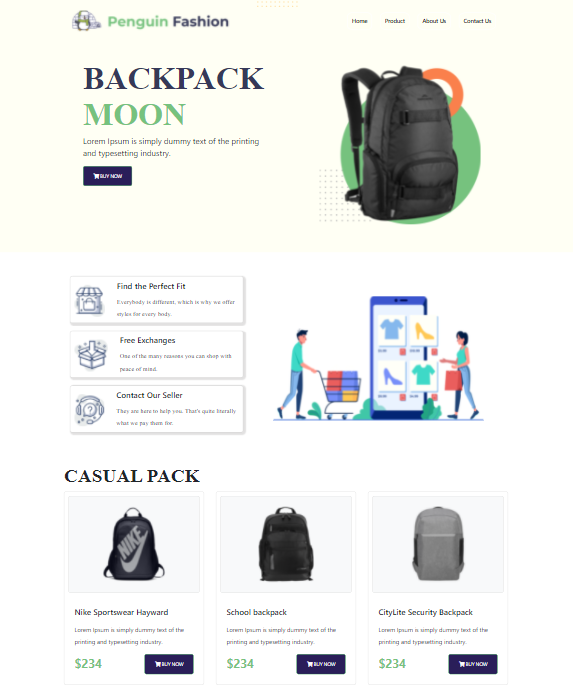 Penguin Fashion
Home Product About Us Contact Us
BACKPACK
MOON
Lorem Ipsum is simply dummy text of the printing
and typesetting industry.
BUY NOW
Find the Perfect Fit
Everybody is different, which is why we offer
styles for every body.
Free Exchanges
One of the many reasons you can shop with
peace of mind.
Contact Our Seller
They are here to help you. That's quite literally
what we pay them for.
CASUAL PACK
NIKE
Nike Sportswear Hayward
Lorem Ipsum is simply dummy text of the
printing and typesetting industry.
$234 BUY NOW
School backpack
Lorem Ipsum is simply dummy text of the
printing and typesetting industry.
$234 BUY NOW
CityLite Security Backpack
Lorem Ipsum is simply dummy text of the
printing and typesetting industry.
$234 BUY NOW